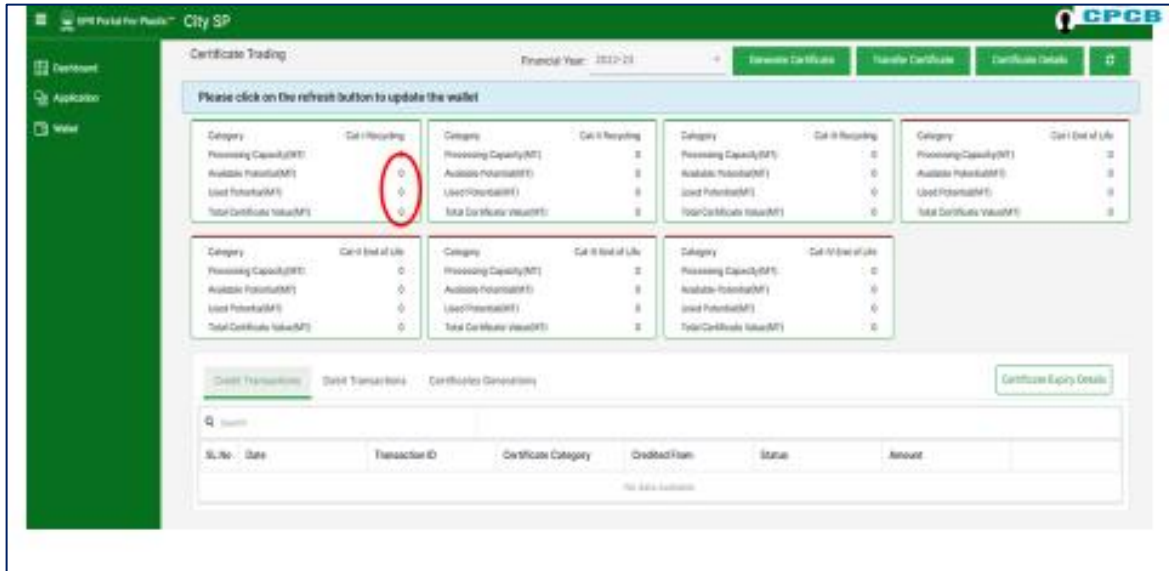 EPR Portal For Plastic City SP
CPCB
Dashboard
Application
Wallet
Certificate Trading
Financial Year: 2022-23
Generate Certificate
Transfer Certificate
Certificate Details
Please click on the refresh button to update the wallet
Category Cat-I Recycling
Processing Capacity(MT)
Available Potential(MT) 0
Used Potential(MT) 0
Total Certificate Value(MT) 0
Category Cat-II Recycling
Processing Capacity(MT) 0
Available Potential(MT) 0
Used Potential(MT) 0
Total Certificate Value(MT) 0
Category Cat-III Recycling
Processing Capacity(MT) 0
Available Potential(MT) 0
Used Potential(MT) 0
Total Certificate Value(MT) 0
Category Cat-I End of Life
Processing Capacity(MT) 0
Available Potential(MT) 0
Used Potential(MT) 0
Total Certificate Value(MT) 0
Category Cat-II End of Life
Processing Capacity(MT) 0
Available Potential(MT) 0
Used Potential(MT) 0
Total Certificate Value(MT) 0
Category Cat-III End of Life
Processing Capacity(MT) 0
Available Potential(MT) 0
Used Potential(MT) 0
Total Certificate Value(MT) 0
Category Cat-IV End of Life
Processing Capacity(MT) 0
Available Potential(MT) 0
Used Potential(MT) 0
Total Certificate Value(MT) 0
Credit Transactions Debit Transactions Certificates Generations
Certificate Expiry Details
Search
SL.No Date Transaction ID Certificate Category Credited From Status Amount
No data available